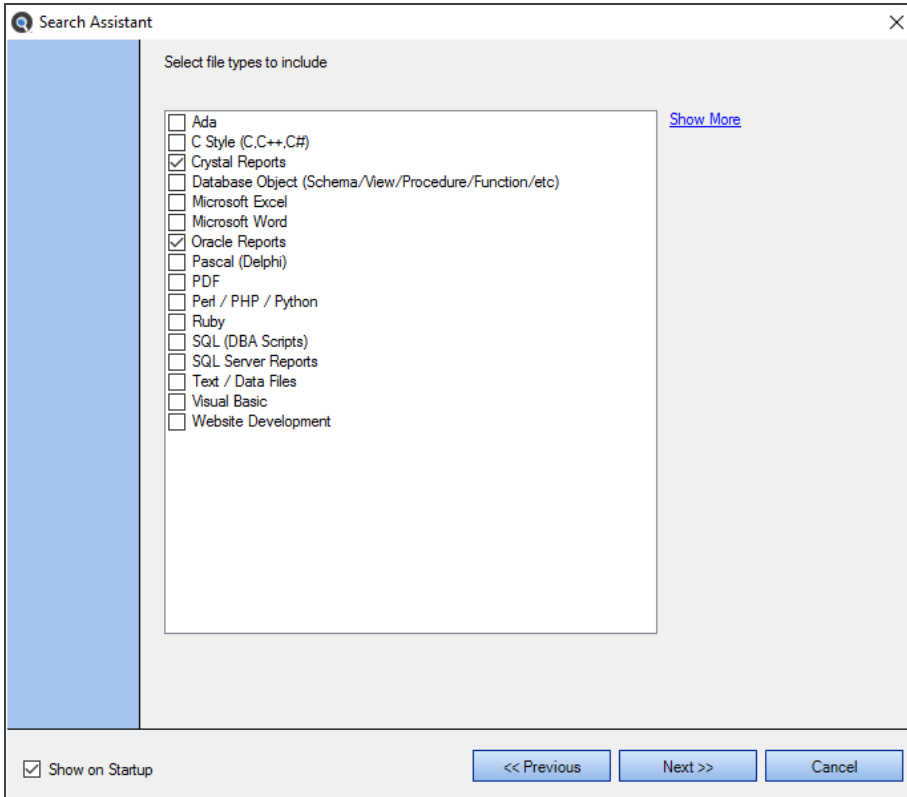 Search Assistant
Select file types to include
Ada
Show More
C Style (C,C++,C#)
Crystal Reports
Database Object (Schema/View/Procedure/Function/etc)
Microsoft Excel
Microsoft Word
Oracle Reports
Pascal (Delphi)
PDF
Perl / PHP / Python
Ruby
SQL (DBA Scripts)
SQL Server Reports
Text / Data Files
Visual Basic
Website Development
Show on Startup
<< Previous
Next >>
Cancel